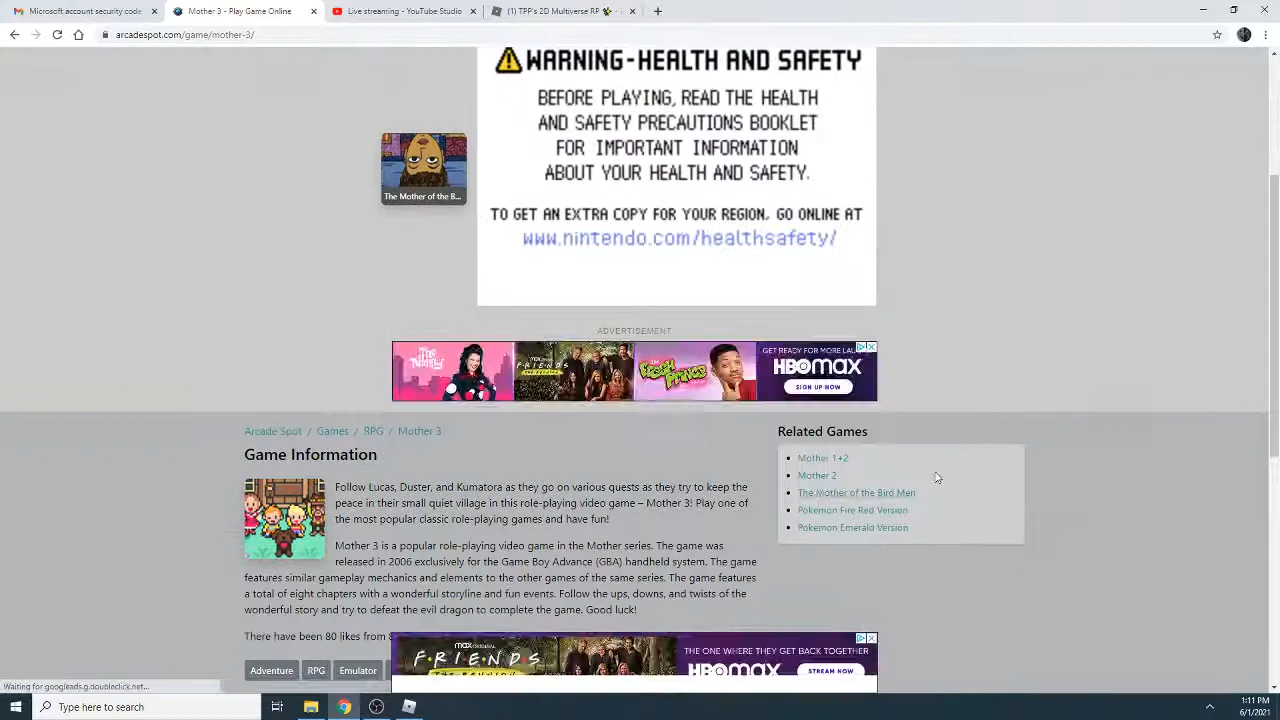 Microsoft account security code
Mother 3 - Play Game Online
Live streaming - YouTube Studio
(1) TPP's 2D Multiverse RP
arcadespot.com/game/mother-3/
WARNING-HEALTH AND SAFETY
BEFORE PLAYING, READ THE HEALTH
AND SAFETY PRECAUTIONS BOOKLET
FOR IMPORTANT INFORMATION
ABOUT YOUR HEALTH AND SAFETY.
TO GET AN EXTRA COPY FOR YOUR REGION, GO ONLINE AT
www.nintendo.com/healthsafety/
The Mother of the B...
ADVERTISEMENT
F·R·I·E·N·D·S
GET READY FOR MORE LAU
HBOmax
SIGN UP NOW
Arcade Spot / Games / RPG / Mother 3
Game Information
Follow Lucas, Duster, and Kumatora as they go on various quests as they try to keep the
peace in their small quiet village in this role-playing video game – Mother 3! Play one of
the most popular classic role-playing games and have fun!
Mother 3 is a popular role-playing video game in the Mother series. The game was
released in 2006 exclusively for the Game Boy Advance (GBA) handheld system. The game
features similar gameplay mechanics and elements to the other games of the same series. The game features
a total of eight chapters with a wonderful storyline and fun events. Follow the ups, downs, and twists of the
wonderful story and try to defeat the evil dragon to complete the game. Good luck!
There have been 80 likes from
Adventure
RPG
Emulator
Related Games
Mother 1+2
Mother 2
The Mother of the Bird Men
Pokemon Fire Red Version
Pokemon Emerald Version
max ORIGINAL
F·R·I·E·N·D·S
THE ONE WHERE THEY GET BACK TOGETHER
HBOmax
STREAM NOW
Waiting for googleads.g.doubleclick.net...
Type here to search
1:11 PM
6/1/2021